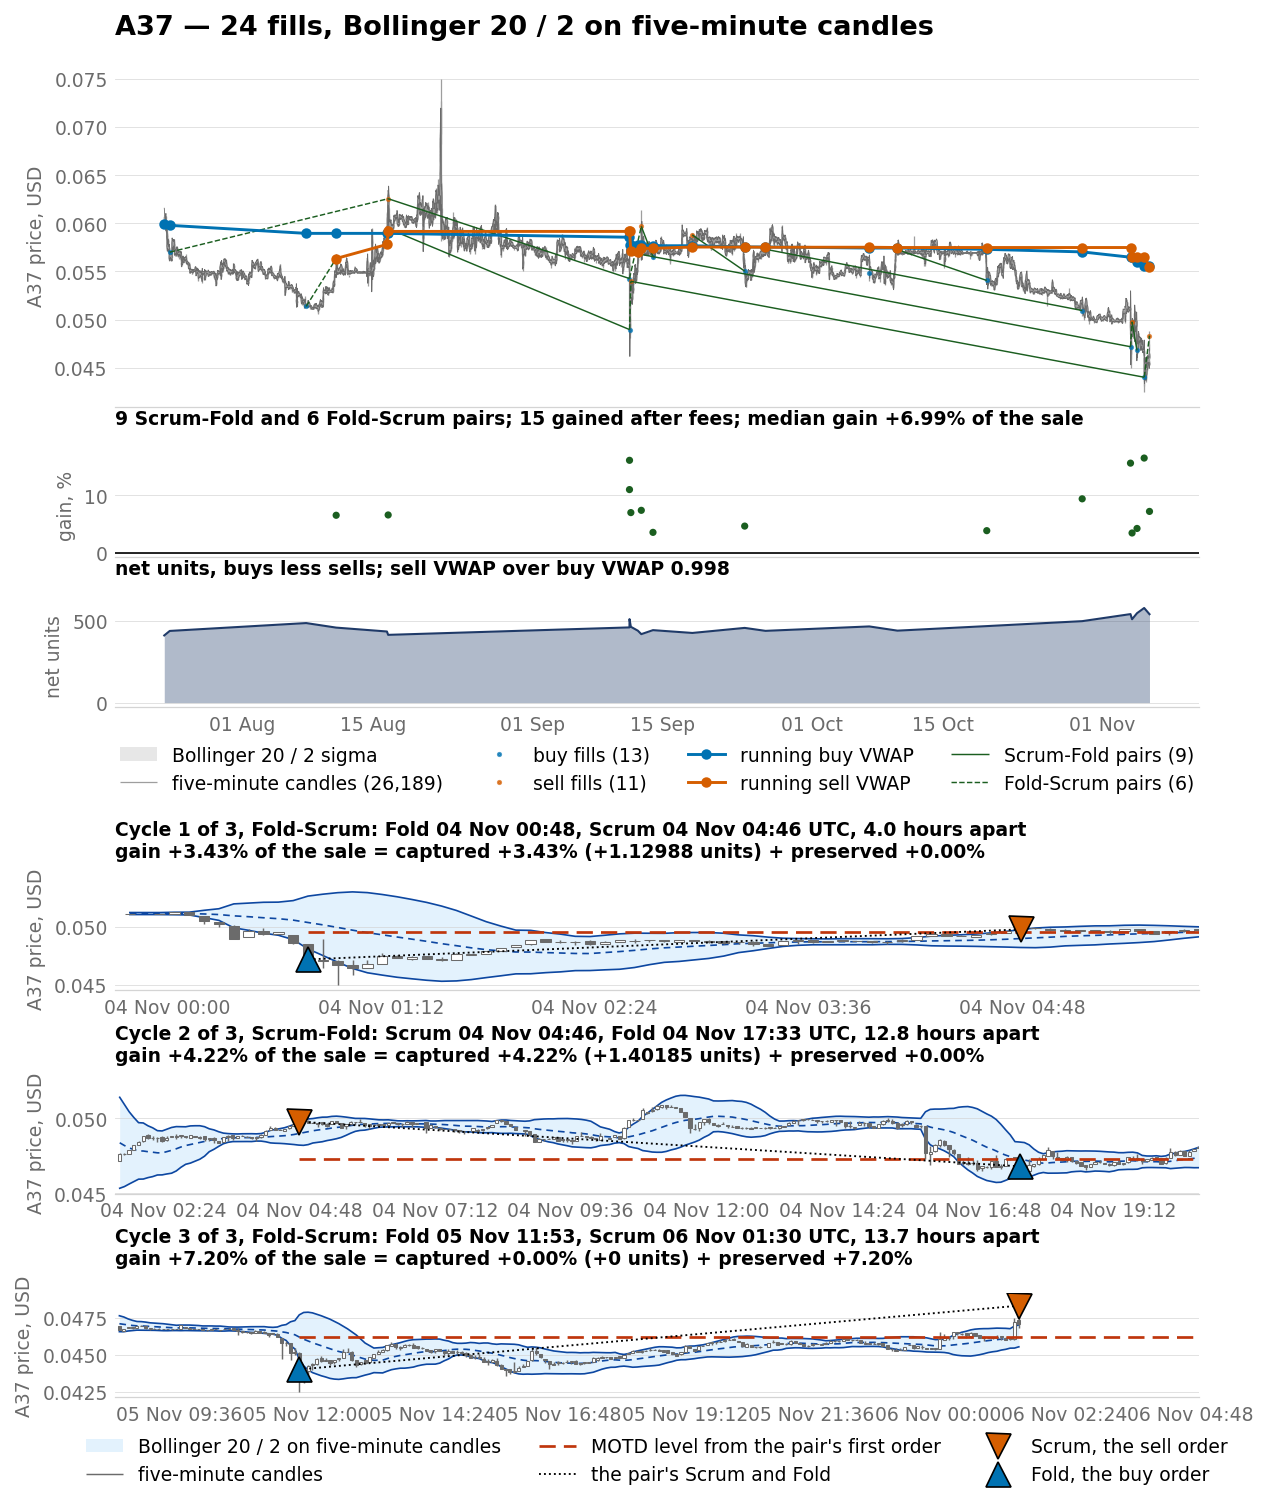 A37 — 24 fills, Bollinger 20 / 2 on five-minute candles
0.075
0.070
0.065
0.060
0.055
0.050
0.045
A37 price, USD
9 Scrum-Fold and 6 Fold-Scrum pairs; 15 gained after fees; median gain +6.99% of the sale
10
0
gain, %
net units, buys less sells; sell VWAP over buy VWAP 0.998
500
0
net units
01 Aug 15 Aug 01 Sep 15 Sep 01 Oct 15 Oct 01 Nov
Bollinger 20 / 2 sigma buy fills (13) running buy VWAP Scrum-Fold pairs (9)
five-minute candles (26,189) sell fills (11) running sell VWAP Fold-Scrum pairs (6)
Cycle 1 of 3, Fold-Scrum: Fold 04 Nov 00:48, Scrum 04 Nov 04:46 UTC, 4.0 hours apart
gain +3.43% of the sale = captured +3.43% (+1.12988 units) + preserved +0.00%
0.050
0.045
A37 price, USD
04 Nov 00:00 04 Nov 01:12 04 Nov 02:24 04 Nov 03:36 04 Nov 04:48
Cycle 2 of 3, Scrum-Fold: Scrum 04 Nov 04:46, Fold 04 Nov 17:33 UTC, 12.8 hours apart
gain +4.22% of the sale = captured +4.22% (+1.40185 units) + preserved +0.00%
0.050
0.045
A37 price, USD
04 Nov 02:24 04 Nov 04:48 04 Nov 07:12 04 Nov 09:36 04 Nov 12:00 04 Nov 14:24 04 Nov 16:48 04 Nov 19:12
Cycle 3 of 3, Fold-Scrum: Fold 05 Nov 11:53, Scrum 06 Nov 01:30 UTC, 13.7 hours apart
gain +7.20% of the sale = captured +0.00% (+0 units) + preserved +7.20%
0.0475
0.0450
0.0425
A37 price, USD
05 Nov 09:36 05 Nov 12:00 05 Nov 14:24 05 Nov 16:48 05 Nov 19:12 05 Nov 21:36 06 Nov 00:00 06 Nov 02:24 06 Nov 04:48
Bollinger 20 / 2 on five-minute candles MOTD level from the pair's first order Scrum, the sell order
five-minute candles the pair's Scrum and Fold Fold, the buy order